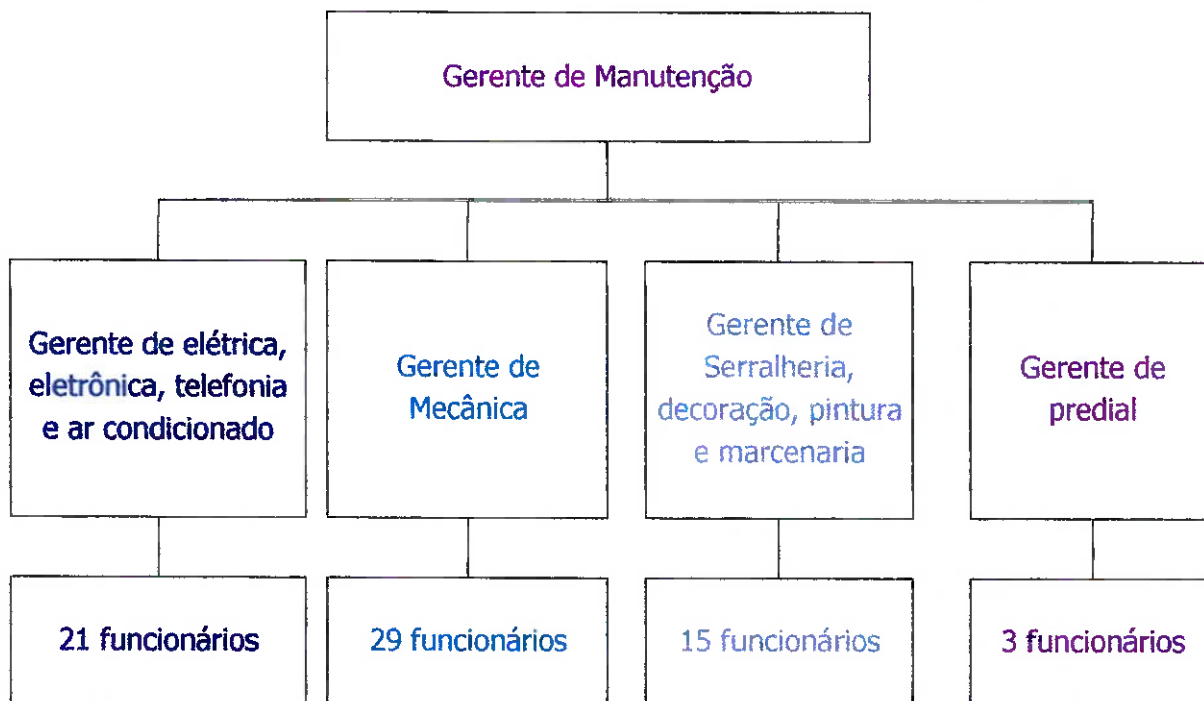 Gerente de Manutenção
Gerente de elétrica,
eletrônica, telefonia
e ar condicionado
Gerente de
Mecânica
Gerente de
Serralheria,
decoração, pintura
e marcenaria
Gerente de
predial
21 funcionários
29 funcionários
15 funcionários
3 funcionários